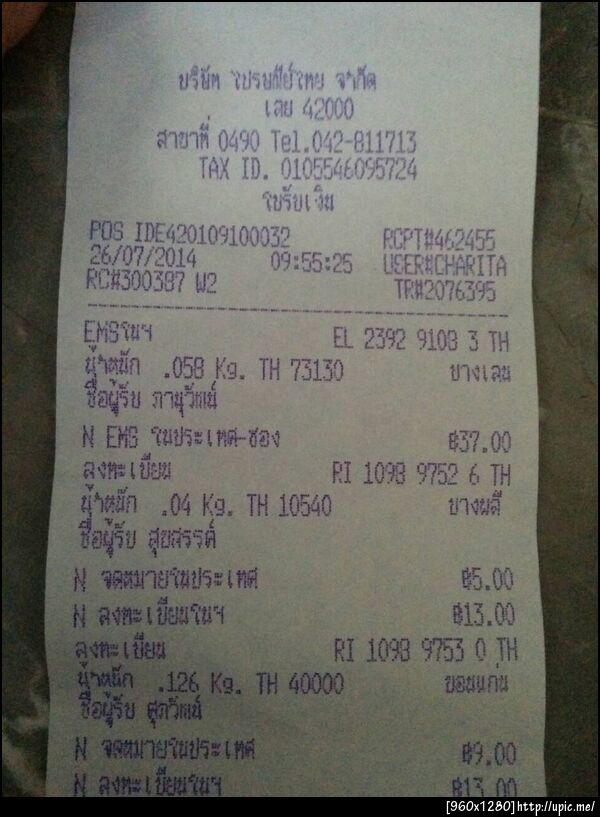 บริษัท ไปรษณีย์ไทย จำกัด
เลย 42000
สาขาที่ 0490 Tel.042-811713
TAX ID. 0105546095724
ใบรับเงิน
POS IDE420109100032 RCPT#462455
26/07/2014 09:55:25 USER#CHARITA
RC#300387 W2 TR#2076395
EMSในฯ EL 2392 9108 3 TH
น้ำหนัก .058 Kg. TH 73130 บางเลน
ชื่อผู้รับ ภานุวัฒน์
N EMS ในประเทศ-ซอง ฿37.00
ลงทะเบียน RI 1098 9752 6 TH
น้ำหนัก .04 Kg. TH 10540 บางพลี
ชื่อผู้รับ สุขสรรค์
N จดหมายในประเทศ ฿5.00
N ลงทะเบียนในฯ ฿13.00
ลงทะเบียน RI 1098 9753 0 TH
น้ำหนัก .126 Kg. TH 40000 ขอนแก่น
ชื่อผู้รับ สุภวัฒน์
N จดหมายในประเทศ ฿9.00
N ลงทะเบียนในฯ ฿13.00
[960x1280]http://upic.me/